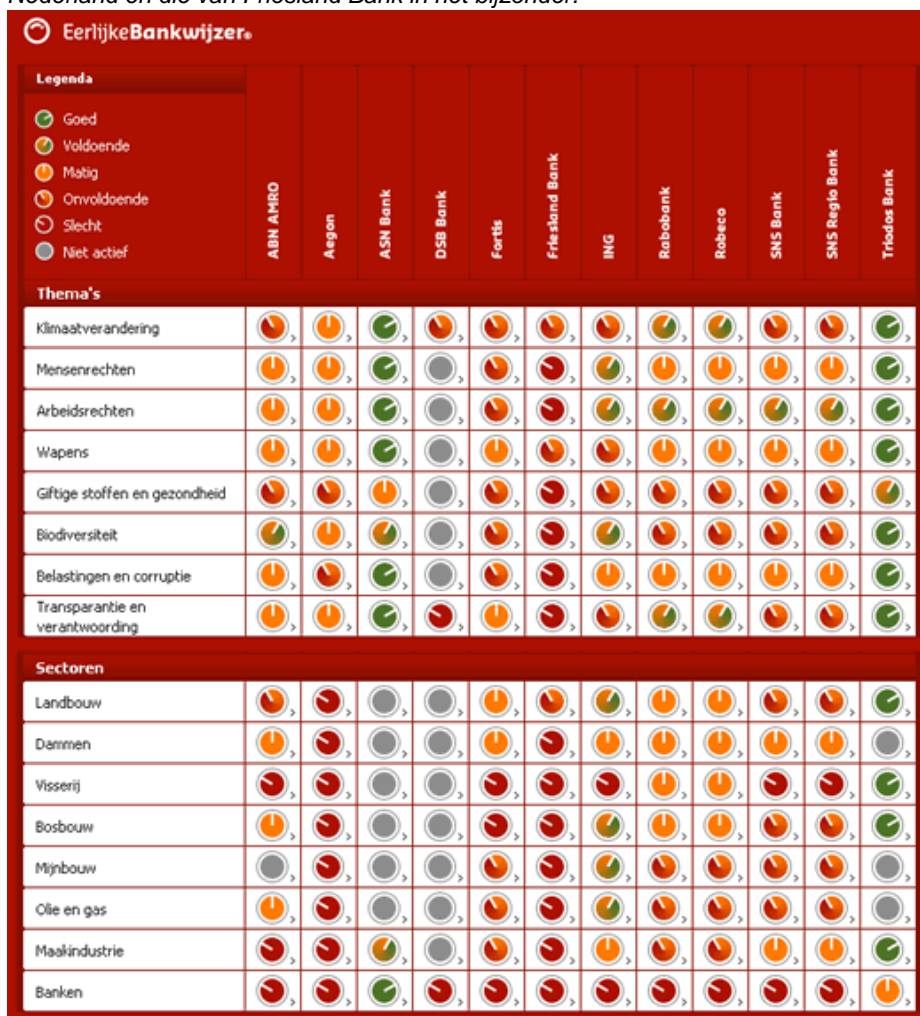 EerlijkeBankwijzer
Legenda
Goed
Voldoende
Matig
Onvoldoende
Slecht
Niet actief
ABN AMRO
Aegon
ASN Bank
DSB Bank
Fortis
Friesland Bank
ING
Rabobank
Robeco
SNS Bank
SNS Regio Bank
Triodos Bank
Thema's
Klimaatverandering
Mensenrechten
Arbeidsrechten
Wapens
Giftige stoffen en gezondheid
Biodiversiteit
Belastingen en corruptie
Transparantie en
verantwoording
Sectoren
Landbouw
Dammen
Visserij
Bosbouw
Mijnbouw
Olie en gas
Maakindustrie
Banken